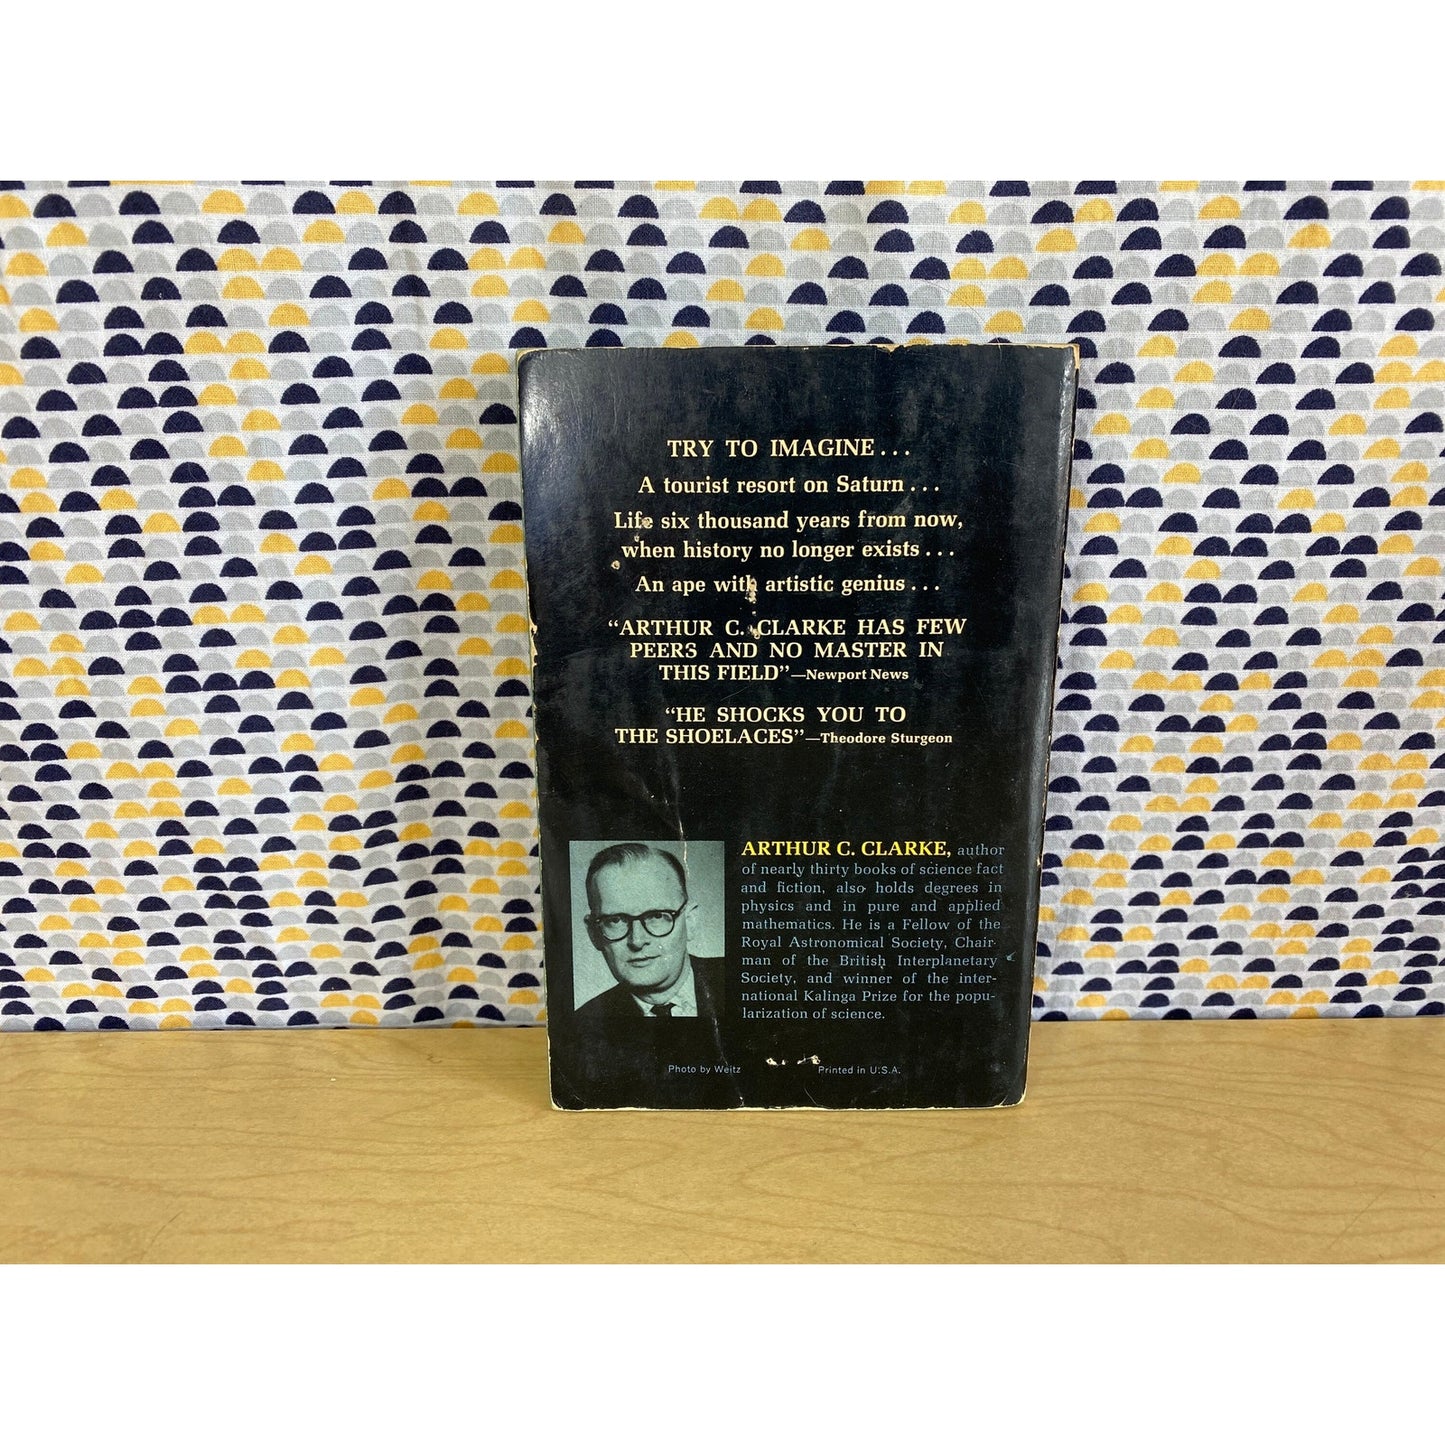 TRY TO IMAGINE...
A tourist resort on Saturn...
Life six thousand years from now,
when history no longer exists...
An ape with artistic genius...
"ARTHUR C. CLARKE HAS FEW
PEERS AND NO MASTER IN
THIS FIELD"—Newport News
"HE SHOCKS YOU TO
THE SHOELACES"—Theodore Sturgeon
ARTHUR C. CLARKE, author
of nearly thirty books of science fact
and fiction, also holds degrees in
physics and in pure and applied
mathematics. He is a Fellow of the
Royal Astronomical Society, Chair-
man of the British Interplanetary
Society, and winner of the inter-
national Kalinga Prize for the popu-
larization of science.
Photo by Weitz
Printed in U.S.A.